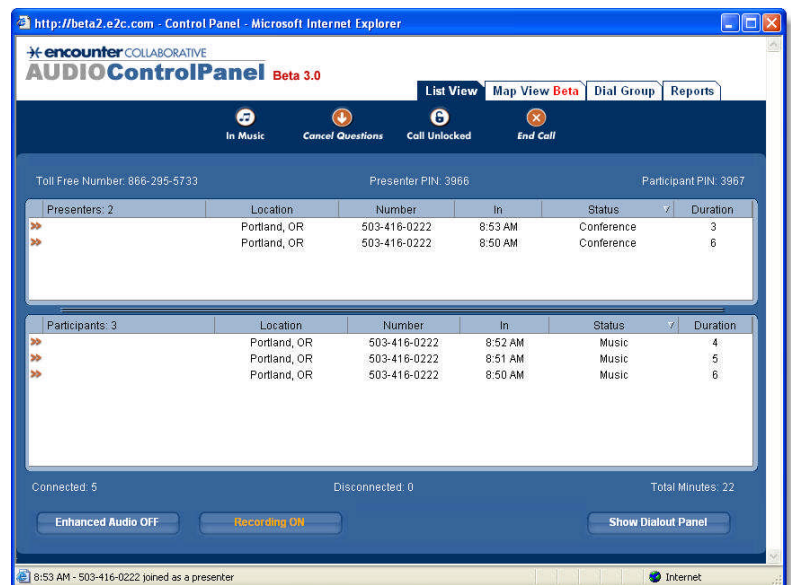 http://beta2.e2c.com - Control Panel - Microsoft Internet Explorer
encounter COLLABORATIVE
AUDIOControlPanel Beta 3.0
List View Map View Beta Dial Group Reports
In Music Cancel Questions Call Unlocked End Call
Toll Free Number: 866-295-5733 Presenter PIN: 3966 Participant PIN: 3967
Presenters: 2 Location Number In Status Duration
Portland, OR 503-416-0222 8:53 AM Conference 3
Portland, OR 503-416-0222 8:50 AM Conference 6
Participants: 3 Location Number In Status Duration
Portland, OR 503-416-0222 8:52 AM Music 4
Portland, OR 503-416-0222 8:51 AM Music 5
Portland, OR 503-416-0222 8:50 AM Music 6
Connected: 5 Disconnected: 0 Total Minutes: 22
Enhanced Audio OFF Recording ON Show Dialout Panel
8:53 AM - 503-416-0222 joined as a presenter Internet